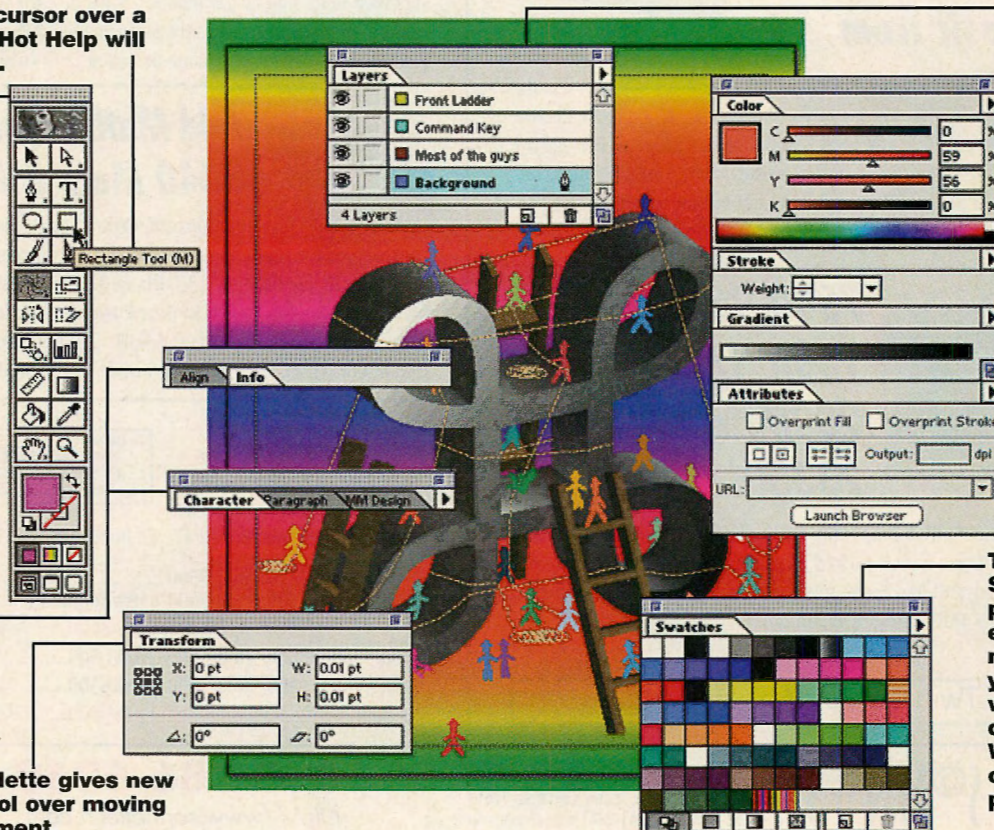 cursor over a
Hot Help will
Layers
Front Ladder
Command Key
Most of the guys
Background
4 Layers
T
Rectangle Tool (M)
Color
C 0 %
M 59 %
Y 56 %
K 0 %
Stroke
Weight:
Gradient
Attributes
Overprint Fill Overprint Stroke
Output: dpi
URL:
Launch Browser
Align Info
Character Paragraph MM Design
Transform
X: 0 pt W: 0.01 pt
Y: 0 pt H: 0.01 pt
0° 0°
Swatches
lette gives new
ol over moving